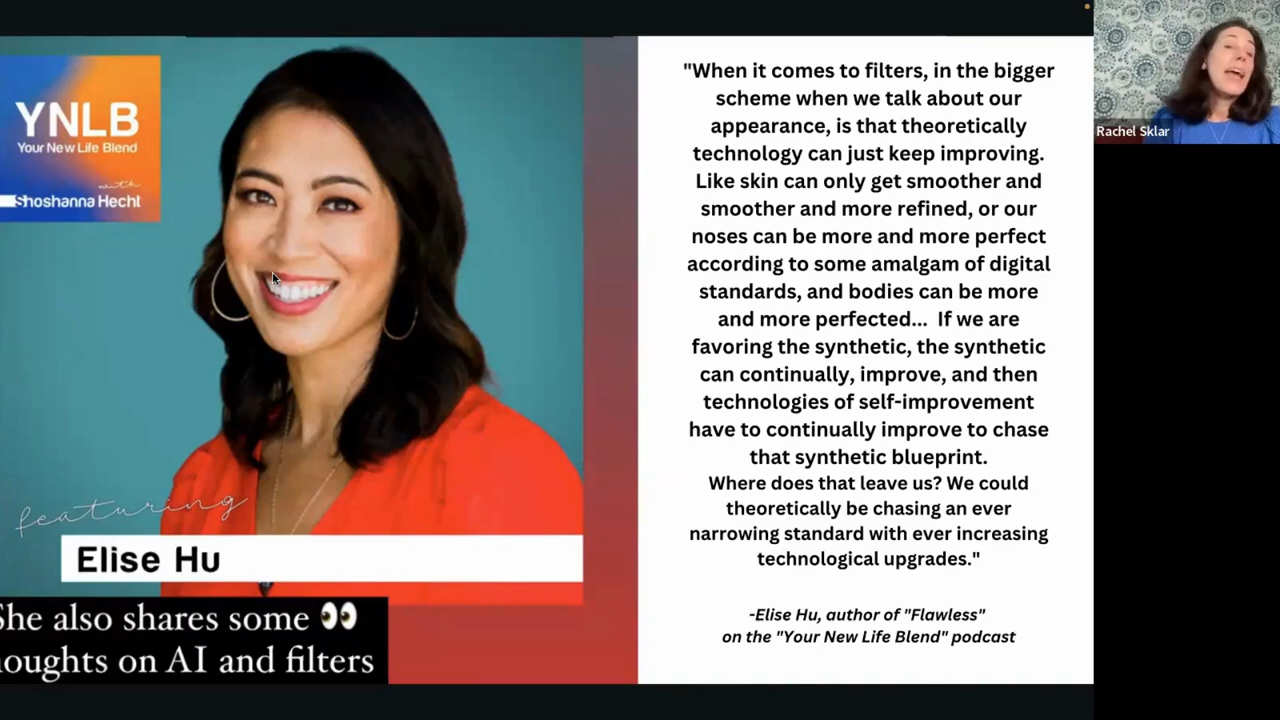 YNLB
Your New Life Blend
with
Shoshanna Hecht
featuring
Elise Hu
She also shares some 👀
houghts on AI and filters
"When it comes to filters, in the bigger
scheme when we talk about our
appearance, is that theoretically
technology can just keep improving.
Like skin can only get smoother and
smoother and more refined, or our
noses can be more and more perfect
according to some amalgam of digital
standards, and bodies can be more
and more perfected... If we are
favoring the synthetic, the synthetic
can continually, improve, and then
technologies of self-improvement
have to continually improve to chase
that synthetic blueprint.
Where does that leave us? We could
theoretically be chasing an ever
narrowing standard with ever increasing
technological upgrades."
-Elise Hu, author of "Flawless"
on the "Your New Life Blend" podcast
Rachel Sklar